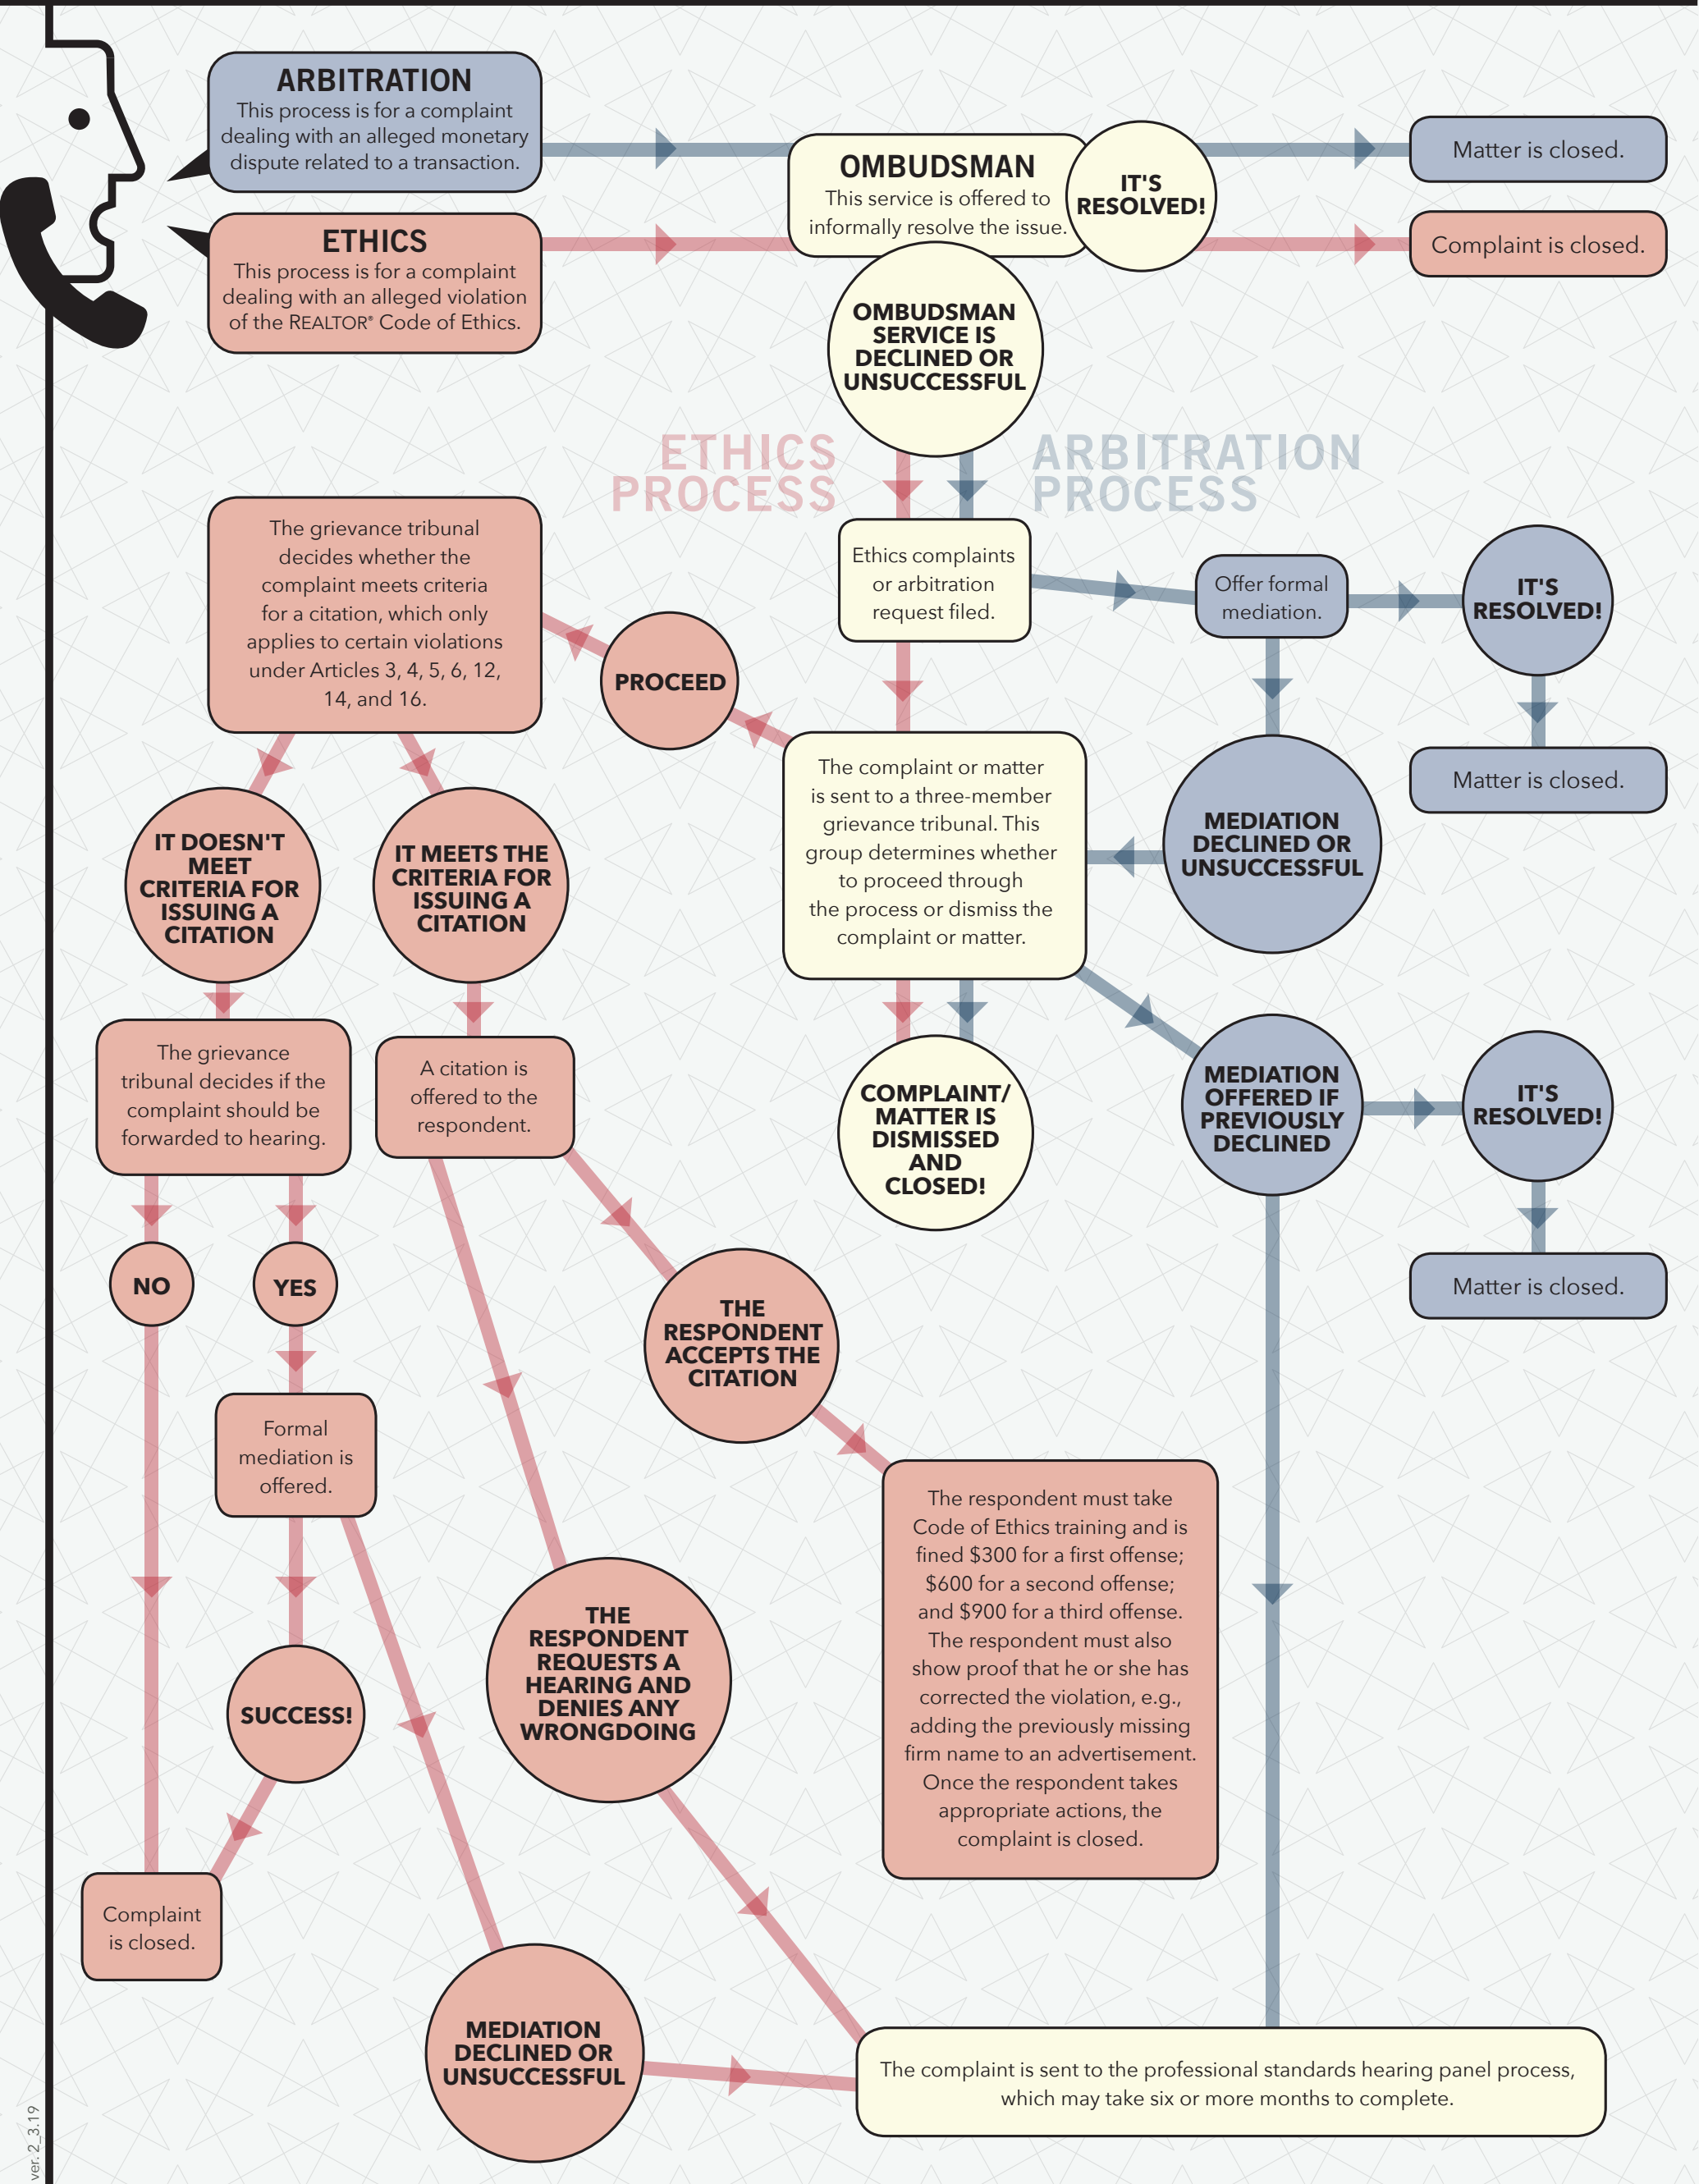 ARBITRATION
This process is for a complaint
dealing with an alleged monetary
dispute related to a transaction.
ETHICS
This process is for a complaint
dealing with an alleged violation
of the REALTOR® Code of Ethics.
OMBUDSMAN
This service is offered to
informally resolve the issue.
IT'S
RESOLVED!
Matter is closed.
Complaint is closed.
OMBUDSMAN
SERVICE IS
DECLINED OR
UNSUCCESSFUL
ETHICS
PROCESS
ARBITRATION
PROCESS
Ethics complaints
or arbitration
request filed.
Offer formal
mediation.
IT'S
RESOLVED!
Matter is closed.
MEDIATION
DECLINED OR
UNSUCCESSFUL
The complaint or matter
is sent to a three-member
grievance tribunal. This
group determines whether
to proceed through
the process or dismiss the
complaint or matter.
PROCEED
The grievance tribunal
decides whether the
complaint meets criteria
for a citation, which only
applies to certain violations
under Articles 3, 4, 5, 6, 12,
14, and 16.
IT DOESN'T
MEET
CRITERIA FOR
ISSUING A
CITATION
IT MEETS THE
CRITERIA FOR
ISSUING A
CITATION
COMPLAINT/
MATTER IS
DISMISSED
AND
CLOSED!
MEDIATION
OFFERED IF
PREVIOUSLY
DECLINED
IT'S
RESOLVED!
Matter is closed.
The grievance
tribunal decides if the
complaint should be
forwarded to hearing.
A citation is
offered to the
respondent.
NO
YES
THE
RESPONDENT
ACCEPTS THE
CITATION
Formal
mediation is
offered.
The respondent must take
Code of Ethics training and is
fined $300 for a first offense;
$600 for a second offense;
and $900 for a third offense.
The respondent must also
show proof that he or she has
corrected the violation, e.g.,
adding the previously missing
firm name to an advertisement.
Once the respondent takes
appropriate actions, the
complaint is closed.
THE
RESPONDENT
REQUESTS A
HEARING AND
DENIES ANY
WRONGDOING
SUCCESS!
Complaint
is closed.
MEDIATION
DECLINED OR
UNSUCCESSFUL
The complaint is sent to the professional standards hearing panel process,
which may take six or more months to complete.
ver. 2_3.19